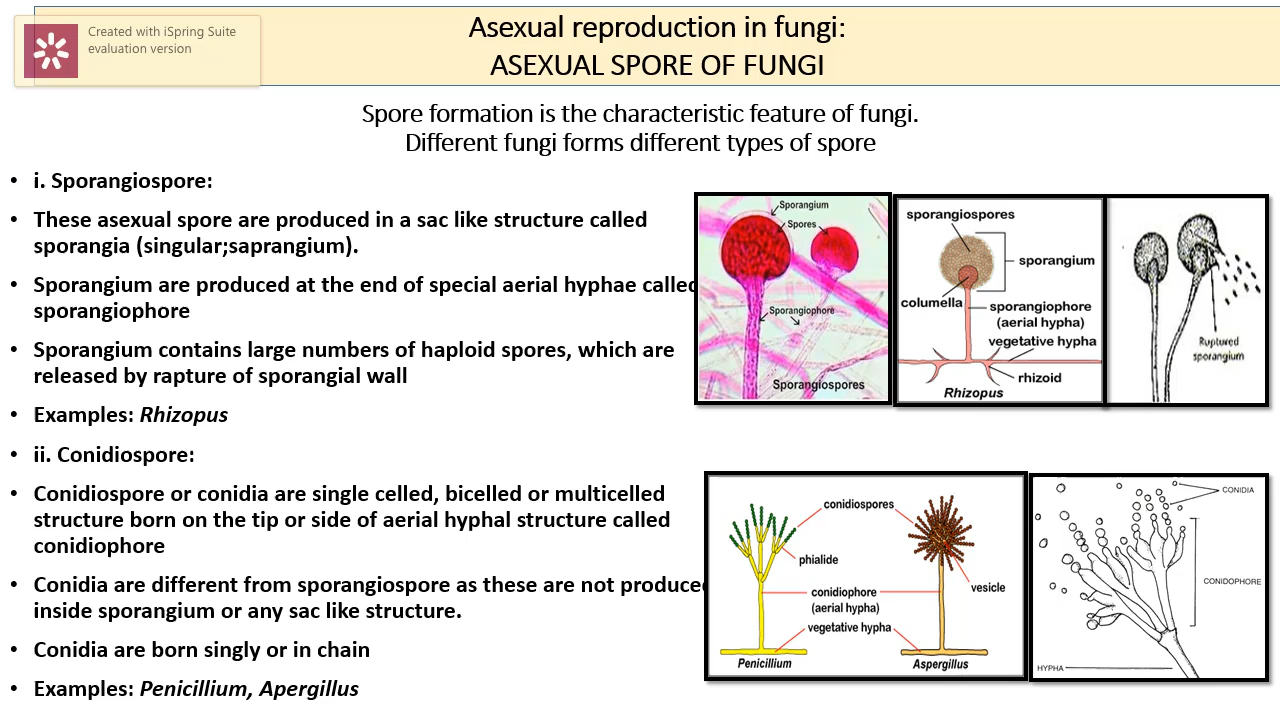 Created with iSpring Suite
evaluation version
Asexual reproduction in fungi:
ASEXUAL SPORE OF FUNGI
Spore formation is the characteristic feature of fungi.
Different fungi forms different types of spore
• i. Sporangiospore:
• These asexual spore are produced in a sac like structure called
sporangia (singular;saprangium).
• Sporangium are produced at the end of special aerial hyphae called
sporangiophore
• Sporangium contains large numbers of haploid spores, which are
released by rapture of sporangial wall
• Examples: Rhizopus
• ii. Conidiospore:
• Conidiospore or conidia are single celled, bicelled or multicelled
structure born on the tip or side of aerial hyphal structure called
conidiophore
• Conidia are different from sporangiospore as these are not produced
inside sporangium or any sac like structure.
• Conidia are born singly or in chain
• Examples: Penicillium, Apergillus
Sporangium
Spores
Sporangiophore
Sporangiospores
sporangiospores
sporangium
columella
sporangiophore
(aerial hypha)
vegetative hypha
rhizoid
Rhizopus
Ruptured
sporangium
conidiospores
phialide
vesicle
conidiophore
(aerial hypha)
vegetative hypha
Penicillium
Aspergillus
CONIDIA
CONIDOPHORE
HYPHA